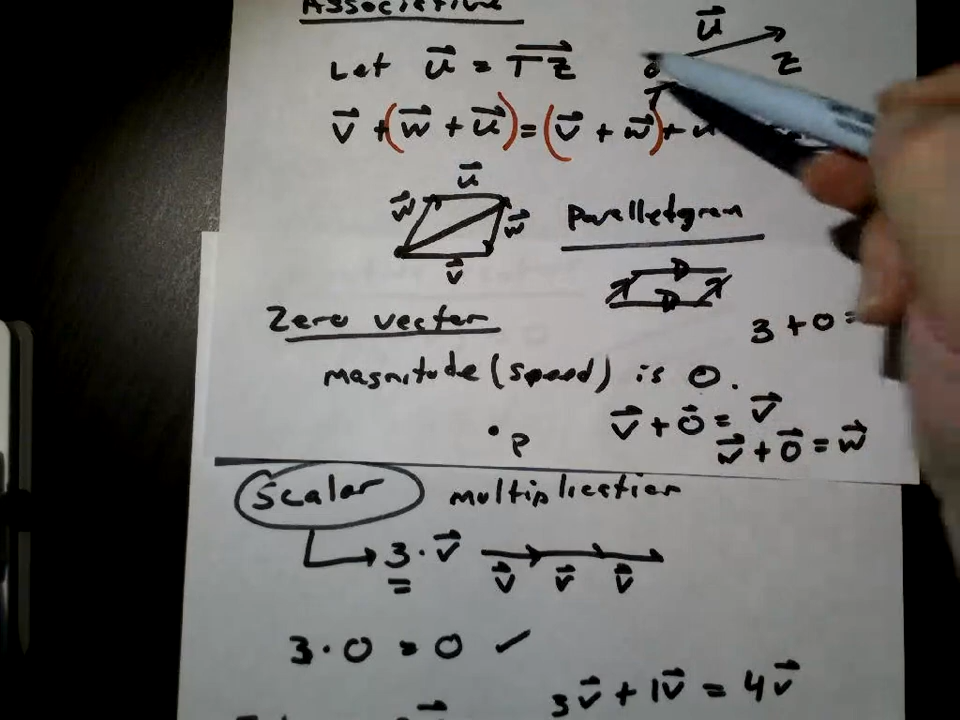 Associative
u⃗
Let u⃗ = TZ⃗
Z
T
v⃗ + (w⃗ + u⃗) = (v⃗ + w⃗) + u
u⃗
w⃗ w⃗
v⃗
Paralletgram
Zero vector
3 + 0 =
magnitude (speed) is 0.
v⃗ + 0⃗ = v⃗
P
w⃗ + 0⃗ = w⃗
Scalar multiplication
3 · v⃗
v⃗ v⃗ v⃗
3 · 0 = 0 ✓
3v⃗ + 1v⃗ = 4v⃗